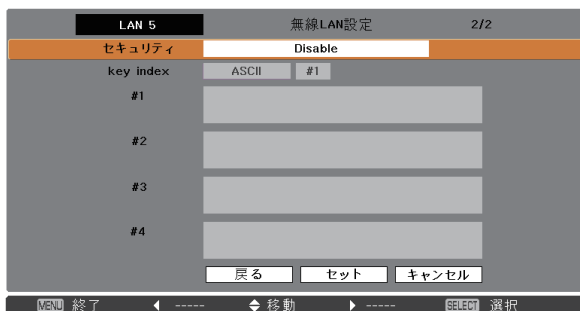 LAN 5 無線LAN設定 2/2
セキュリティ Disable
key index ASCII #1
#1
#2
#3
#4
戻る セット キャンセル
MENU 終了 ◀ ----- ◆ 移動 ▶ ----- SELECT 選択